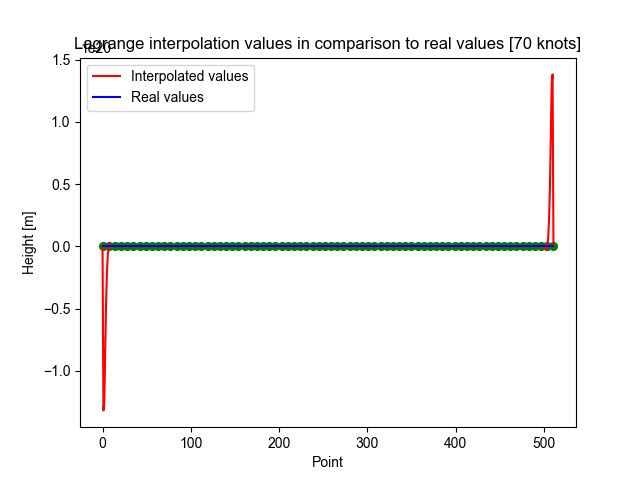 Lagrange interpolation values in comparison to real values [70 knots]
1e20
1.5
Interpolated values
Real values
1.0
0.5
0.0
−0.5
−1.0
Height [m]
0 100 200 300 400 500
Point